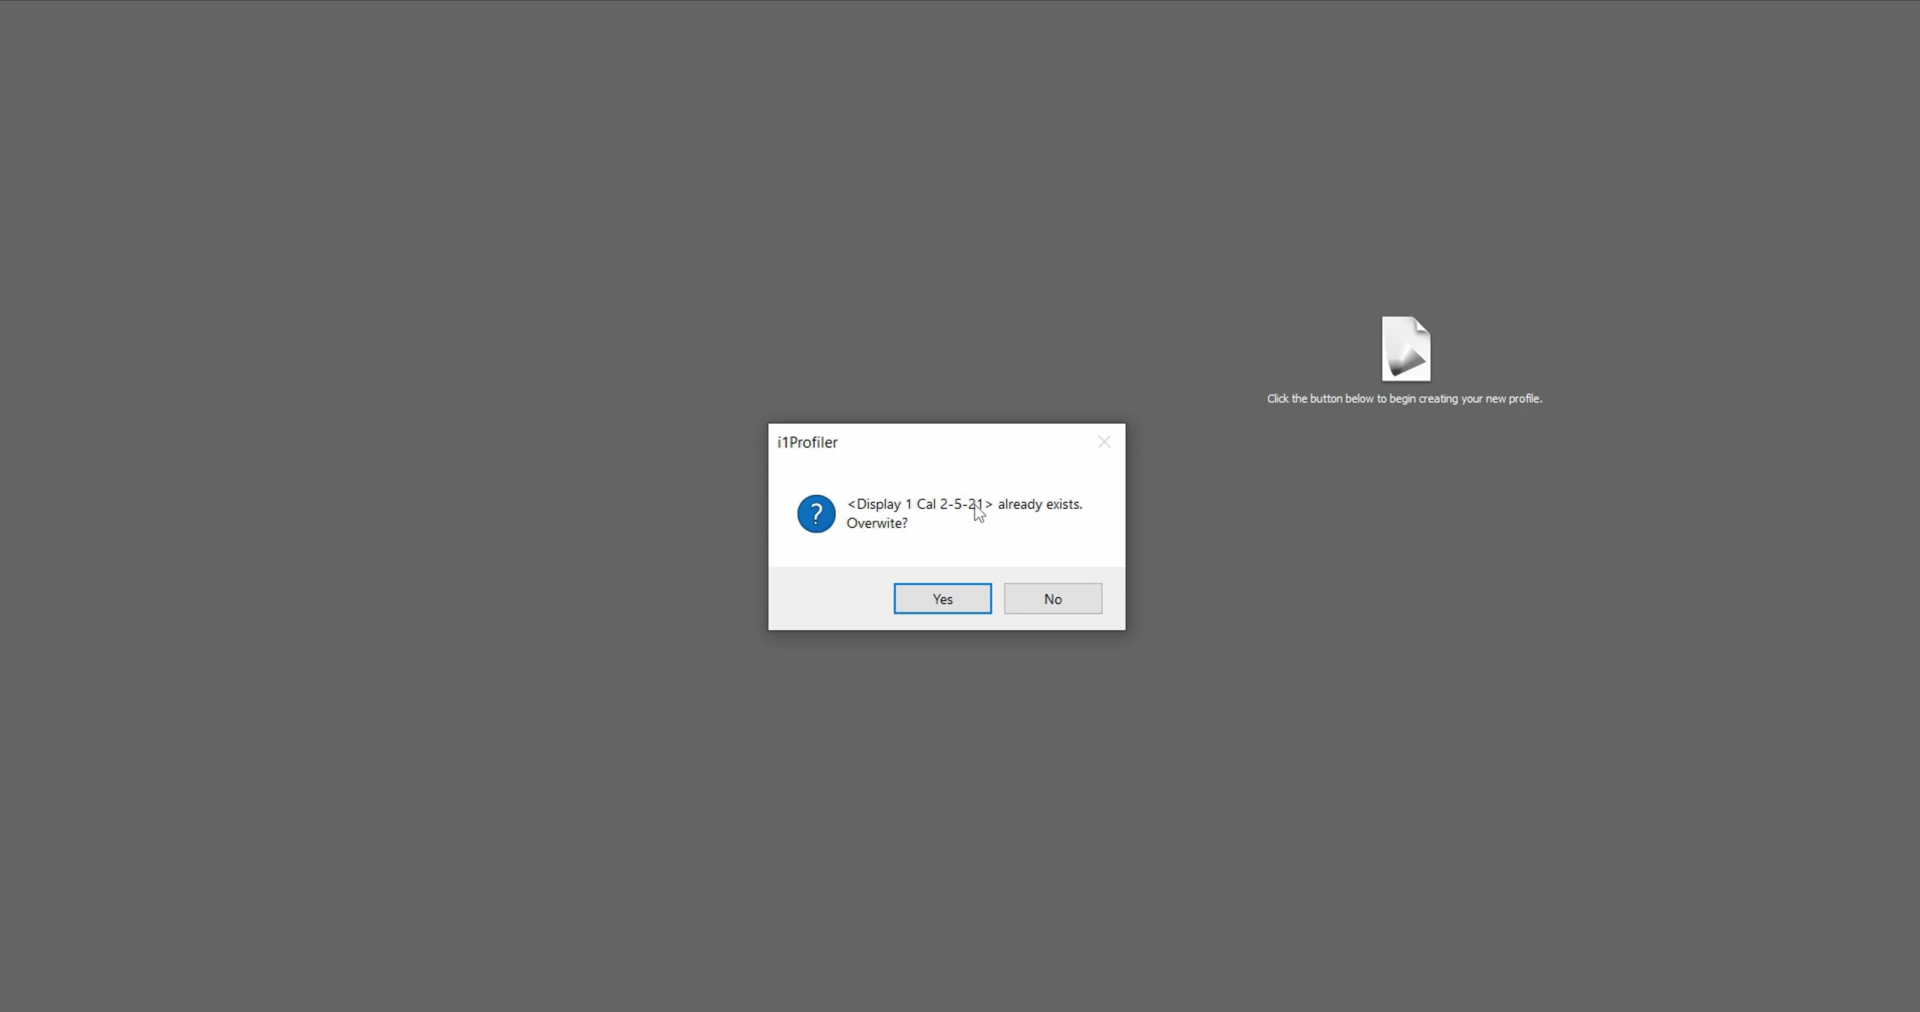 Click the button below to begin creating your new profile.
i1Profiler
<Display 1 Cal 2-5-21> already exists.
Overwite?
Yes
No